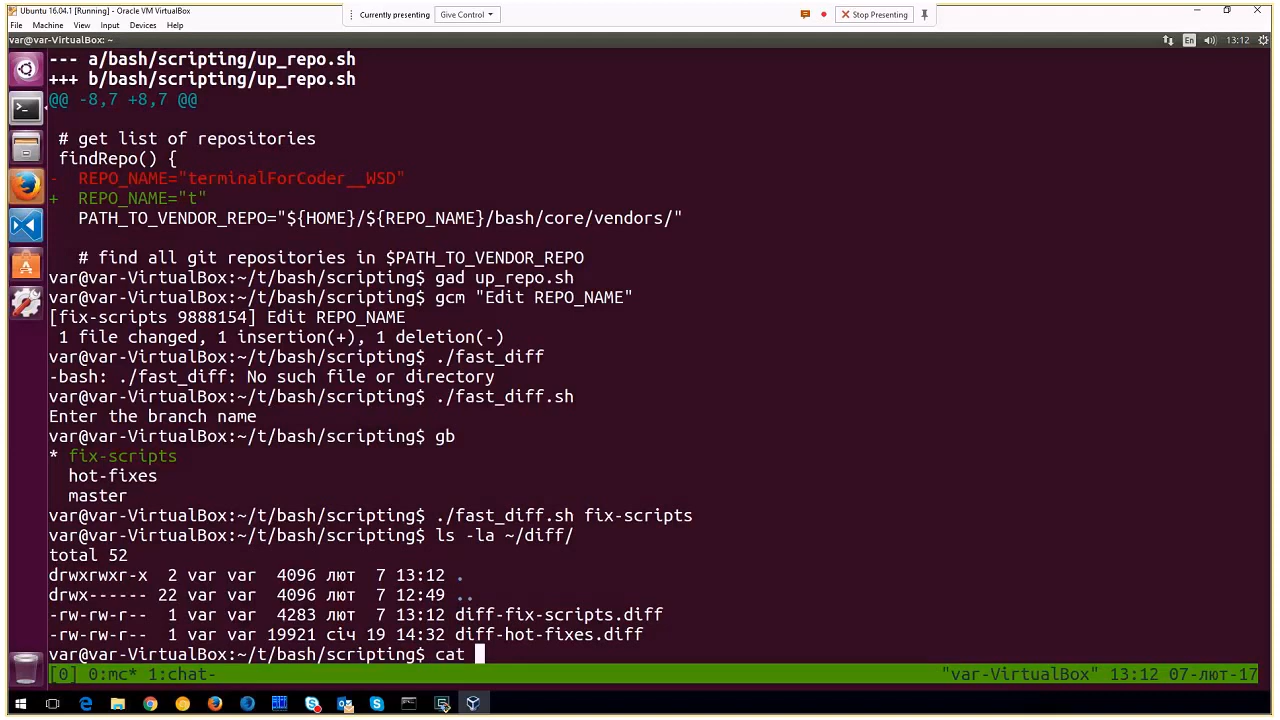 Ubuntu 16.04.1 [Running] - Oracle VM VirtualBox
Currently presenting Give Control Stop Presenting
File Machine View Input Devices Help
var@var-VirtualBox: ~ En 13:12
--- a/bash/scripting/up_repo.sh
+++ b/bash/scripting/up_repo.sh
@@ -8,7 +8,7 @@
# get list of repositories
findRepo() {
-  REPO_NAME="terminalForCoder__WSD"
+  REPO_NAME="t"
PATH_TO_VENDOR_REPO="${HOME}/${REPO_NAME}/bash/core/vendors/"
# find all git repositories in $PATH_TO_VENDOR_REPO
var@var-VirtualBox:~/t/bash/scripting$ gad up_repo.sh
var@var-VirtualBox:~/t/bash/scripting$ gcm "Edit REPO_NAME"
[fix-scripts 9888154] Edit REPO_NAME
1 file changed, 1 insertion(+), 1 deletion(-)
var@var-VirtualBox:~/t/bash/scripting$ ./fast_diff
-bash: ./fast_diff: No such file or directory
var@var-VirtualBox:~/t/bash/scripting$ ./fast_diff.sh
Enter the branch name
var@var-VirtualBox:~/t/bash/scripting$ gb
* fix-scripts
hot-fixes
master
var@var-VirtualBox:~/t/bash/scripting$ ./fast_diff.sh fix-scripts
var@var-VirtualBox:~/t/bash/scripting$ ls -la ~/diff/
total 52
drwxrwxr-x  2 var var  4096 лют  7 13:12 .
drwx------ 22 var var  4096 лют  7 12:49 ..
-rw-rw-r--  1 var var  4283 лют  7 13:12 diff-fix-scripts.diff
-rw-rw-r--  1 var var 19921 січ 19 14:32 diff-hot-fixes.diff
var@var-VirtualBox:~/t/bash/scripting$ cat
[0] 0:mc* 1:chat- "var-VirtualBox" 13:12 07-лют-17